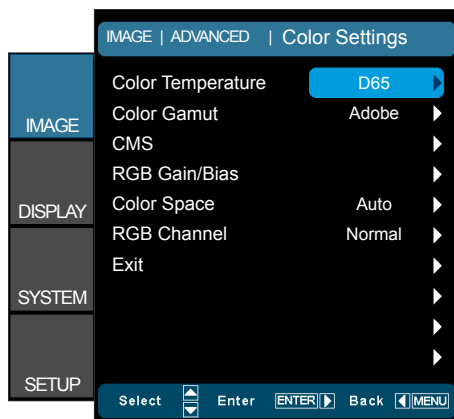 IMAGE | ADVANCED | Color Settings
IMAGE
DISPLAY
SYSTEM
SETUP
Color Temperature D65
Color Gamut Adobe
CMS
RGB Gain/Bias
Color Space Auto
RGB Channel Normal
Exit
Select Enter ENTER Back MENU